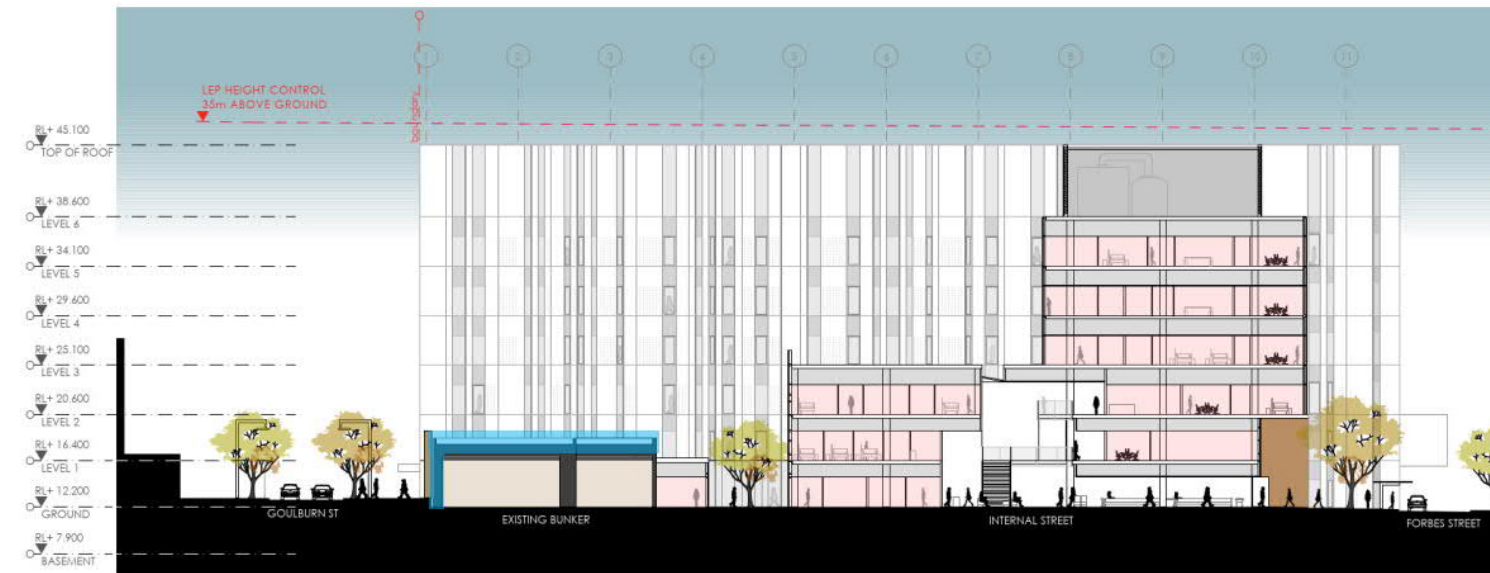 1
2
3
4
5
6
7
8
9
10
11
LEP HEIGHT CONTROL
35m ABOVE GROUND
RL+ 45.100
TOP OF ROOF
RL+ 38.600
LEVEL 6
RL+ 34.100
LEVEL 5
RL+ 29.600
LEVEL 4
RL+ 25.100
LEVEL 3
RL+ 20.600
LEVEL 2
RL+ 16.400
LEVEL 1
RL+ 12.200
GROUND
RL+ 7.900
BASEMENT
GOULBURN ST
EXISTING BUNKER
INTERNAL STREET
FORBES STREET